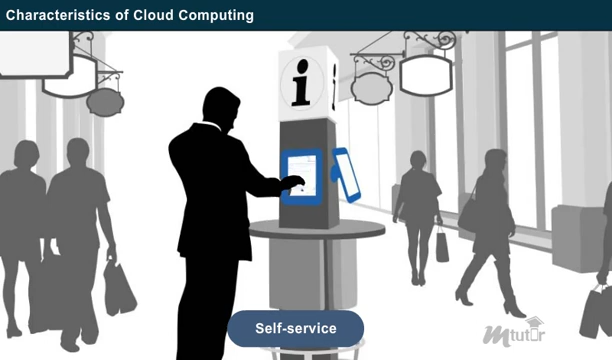 Characteristics of Cloud Computing
i
Self-service
mtutor